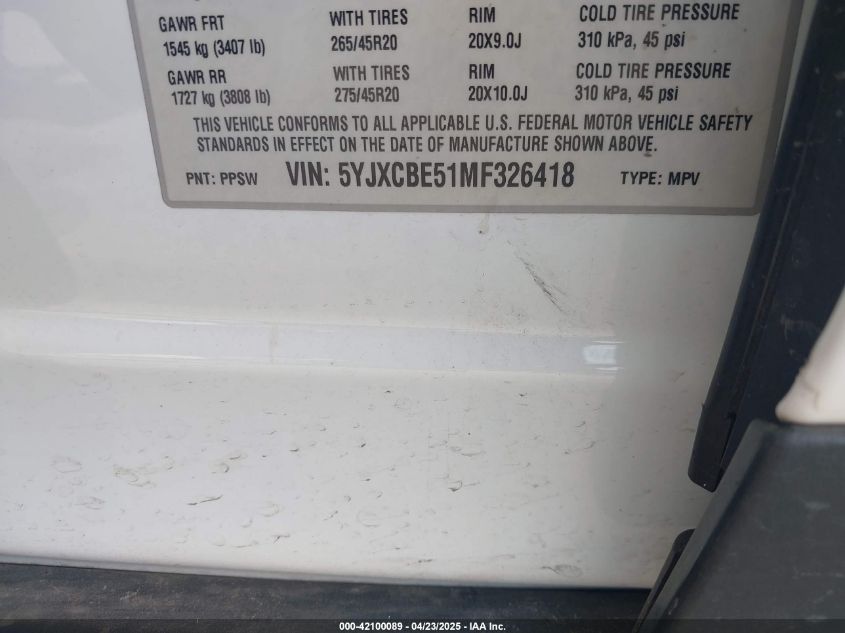 GAWR FRT WITH TIRES RIM COLD TIRE PRESSURE
1545 kg (3407 lb) 265/45R20 20X9.0J 310 kPa, 45 psi
GAWR RR WITH TIRES RIM COLD TIRE PRESSURE
1727 kg (3808 lb) 275/45R20 20X10.0J 310 kPa, 45 psi
THIS VEHICLE CONFORMS TO ALL APPLICABLE U.S. FEDERAL MOTOR VEHICLE SAFETY
STANDARDS IN EFFECT ON THE DATE OF MANUFACTURE SHOWN ABOVE.
PNT: PPSW VIN: 5YJXCBE51MF326418 TYPE: MPV
000-42100089 - 04/23/2025 - IAA Inc.